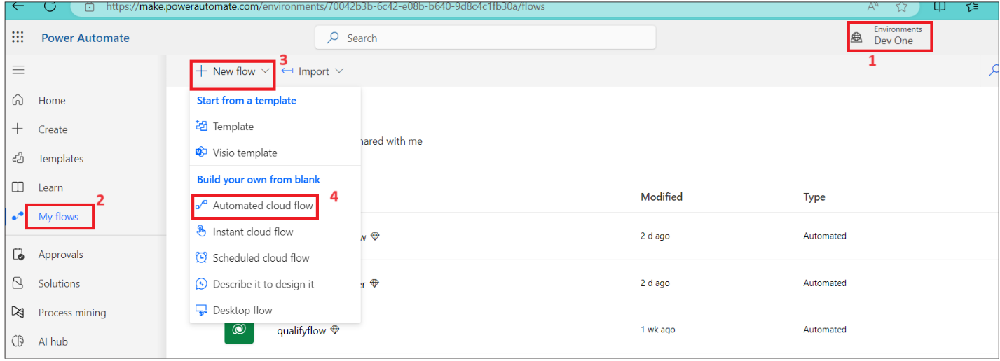 https://make.powerautomate.com/environments/70042b3b-6c42-e08b-b640-9d8c4c1fb30a/flows
Power Automate
Search
Environments
Dev One
1
New flow
3
Import
Home
Create
Templates
Learn
My flows
2
Approvals
Solutions
Process mining
AI hub
Start from a template
Template
Visio template
Build your own from blank
Automated cloud flow
4
Instant cloud flow
Scheduled cloud flow
Describe it to design it
Desktop flow
with me
Modified
Type
2 d ago
Automated
2 d ago
Automated
qualifyflow
1 wk ago
Automated